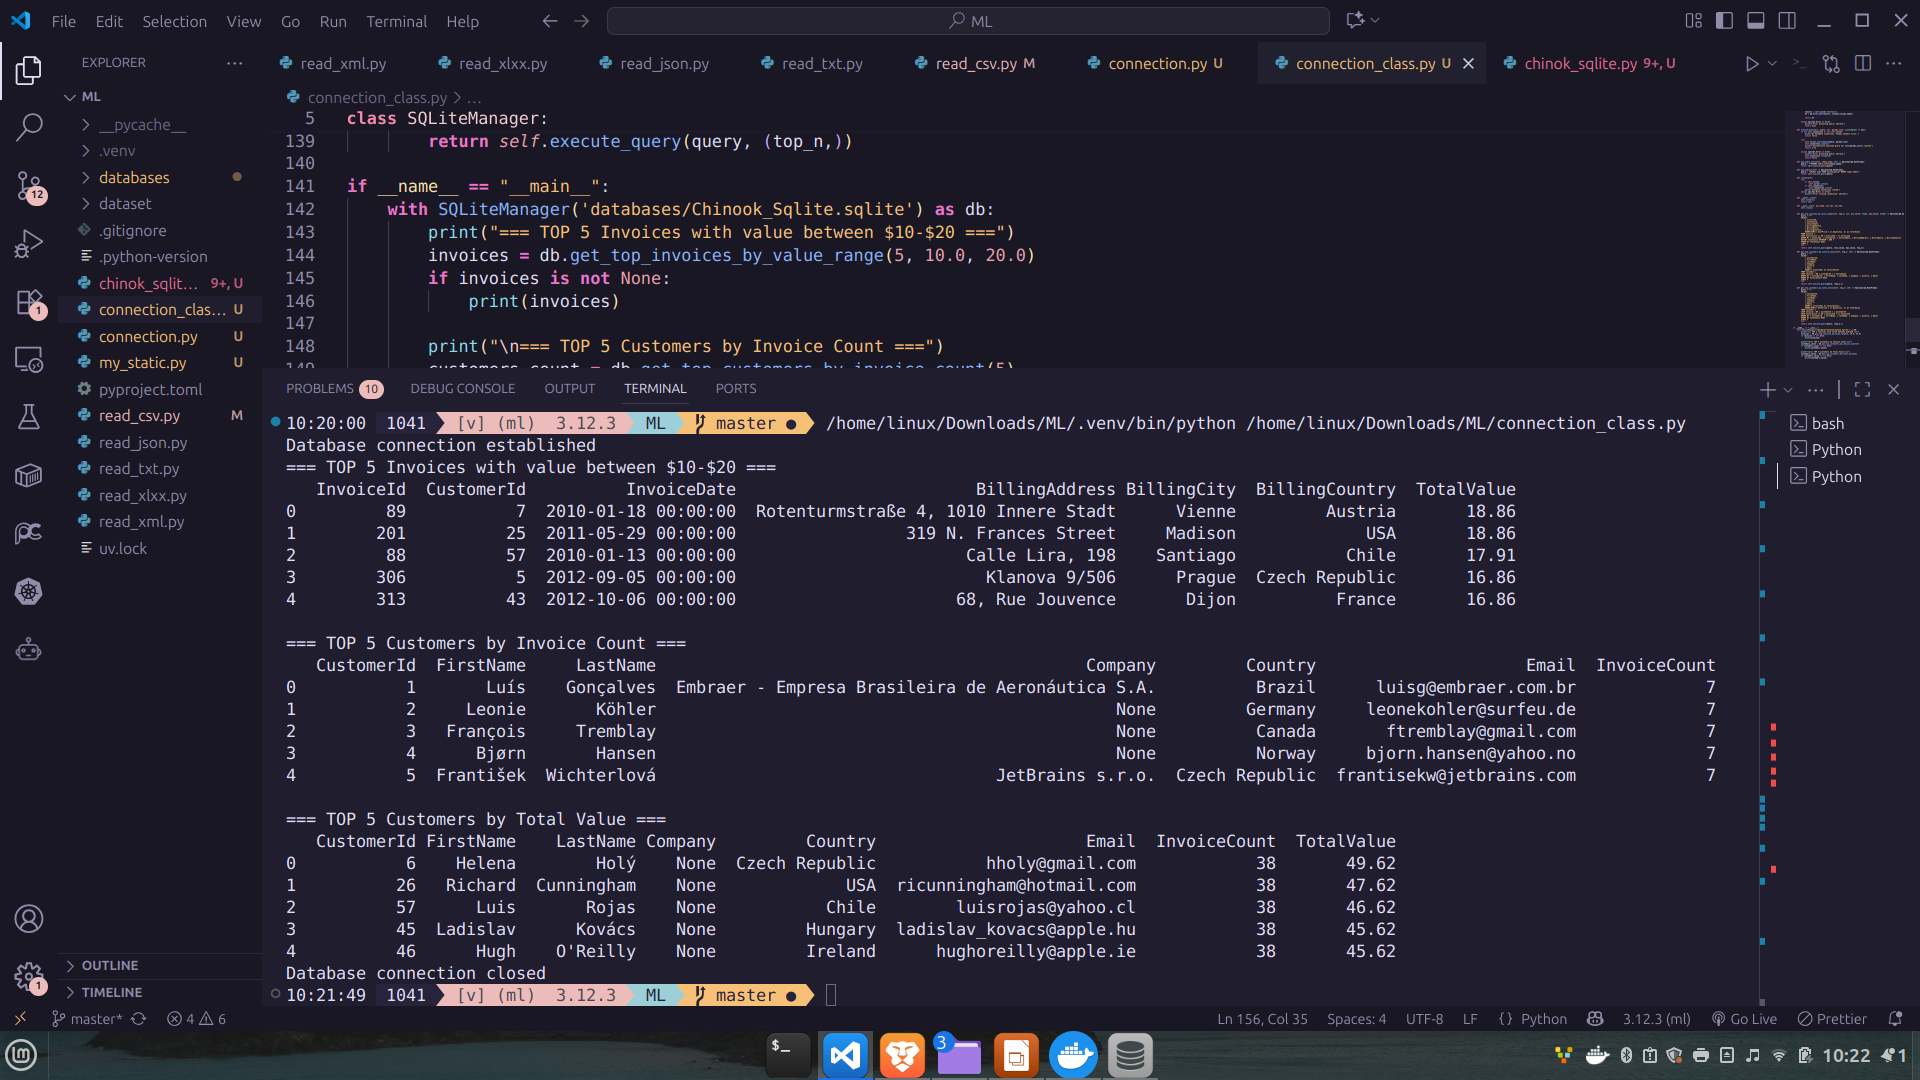 File Edit Selection View Go Run Terminal Help
ML
EXPLORER
read_xml.py read_xlxx.py read_json.py read_txt.py read_csv.py M connection.py U connection_class.py U chinok_sqlite.py 9+, U
ML
__pycache__
.venv
databases
dataset
.gitignore
.python-version
chinok_sqlit... 9+, U
connection_clas... U
connection.py U
my_static.py U
pyproject.toml
read_csv.py M
read_json.py
read_txt.py
read_xlxx.py
read_xml.py
uv.lock
OUTLINE
TIMELINE
12
1
1
connection_class.py > ...
5 class SQLiteManager:
139 return self.execute_query(query, (top_n,))
140
141 if __name__ == "__main__":
142 with SQLiteManager('databases/Chinook_Sqlite.sqlite') as db:
143 print("=== TOP 5 Invoices with value between $10-$20 ===")
144 invoices = db.get_top_invoices_by_value_range(5, 10.0, 20.0)
145 if invoices is not None:
146 print(invoices)
147
148 print("\n=== TOP 5 Customers by Invoice Count ===")
149 customers_count = db.get_top_customers_by_invoice_count(5)
PROBLEMS 10 DEBUG CONSOLE OUTPUT TERMINAL PORTS
bash
Python
Python
10:20:00 1041 [v] (ml) 3.12.3 ML master ● /home/linux/Downloads/ML/.venv/bin/python /home/linux/Downloads/ML/connection_class.py
Database connection established
=== TOP 5 Invoices with value between $10-$20 ===
InvoiceId CustomerId InvoiceDate BillingAddress BillingCity BillingCountry TotalValue
0 89 7 2010-01-18 00:00:00 Rotenturmstraße 4, 1010 Innere Stadt Vienne Austria 18.86
1 201 25 2011-05-29 00:00:00 319 N. Frances Street Madison USA 18.86
2 88 57 2010-01-13 00:00:00 Calle Lira, 198 Santiago Chile 17.91
3 306 5 2012-09-05 00:00:00 Klanova 9/506 Prague Czech Republic 16.86
4 313 43 2012-10-06 00:00:00 68, Rue Jouvence Dijon France 16.86
=== TOP 5 Customers by Invoice Count ===
CustomerId FirstName LastName Company Country Email InvoiceCount
0 1 Luís Gonçalves Embraer - Empresa Brasileira de Aeronáutica S.A. Brazil luisg@embraer.com.br 7
1 2 Leonie Köhler None Germany leonekohler@surfeu.de 7
2 3 François Tremblay None Canada ftremblay@gmail.com 7
3 4 Bjørn Hansen None Norway bjorn.hansen@yahoo.no 7
4 5 František Wichterlová JetBrains s.r.o. Czech Republic frantisekw@jetbrains.com 7
=== TOP 5 Customers by Total Value ===
CustomerId FirstName LastName Company Country Email InvoiceCount TotalValue
0 6 Helena Holý None Czech Republic hholy@gmail.com 38 49.62
1 26 Richard Cunningham None USA ricunningham@hotmail.com 38 47.62
2 57 Luis Rojas None Chile luisrojas@yahoo.cl 38 46.62
3 45 Ladislav Kovács None Hungary ladislav_kovacs@apple.hu 38 45.62
4 46 Hugh O'Reilly None Ireland hughoreilly@apple.ie 38 45.62
Database connection closed
10:21:49 1041 [v] (ml) 3.12.3 ML master ●
master* 4 6 Ln 156, Col 35 Spaces: 4 UTF-8 LF {} Python 3.12.3 (ml) Go Live Prettier
$_ 3 10:22 1